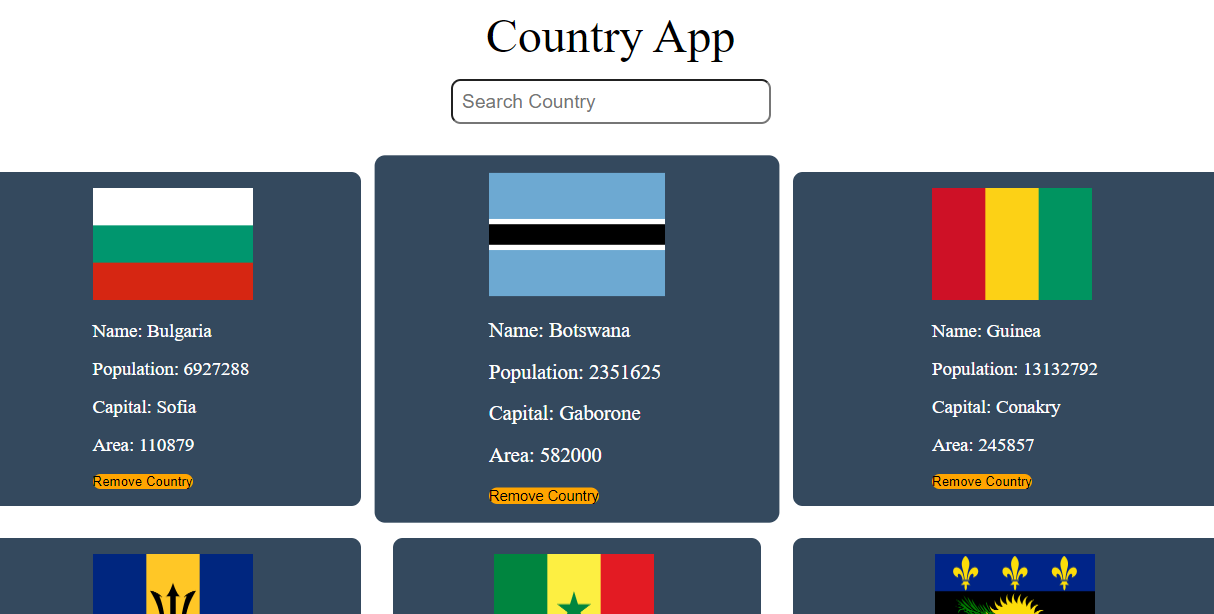 Country App
Search Country
Name: Bulgaria
Population: 6927288
Capital: Sofia
Area: 110879
Remove Country
Name: Botswana
Population: 2351625
Capital: Gaborone
Area: 582000
Remove Country
Name: Guinea
Population: 13132792
Capital: Conakry
Area: 245857
Remove Country